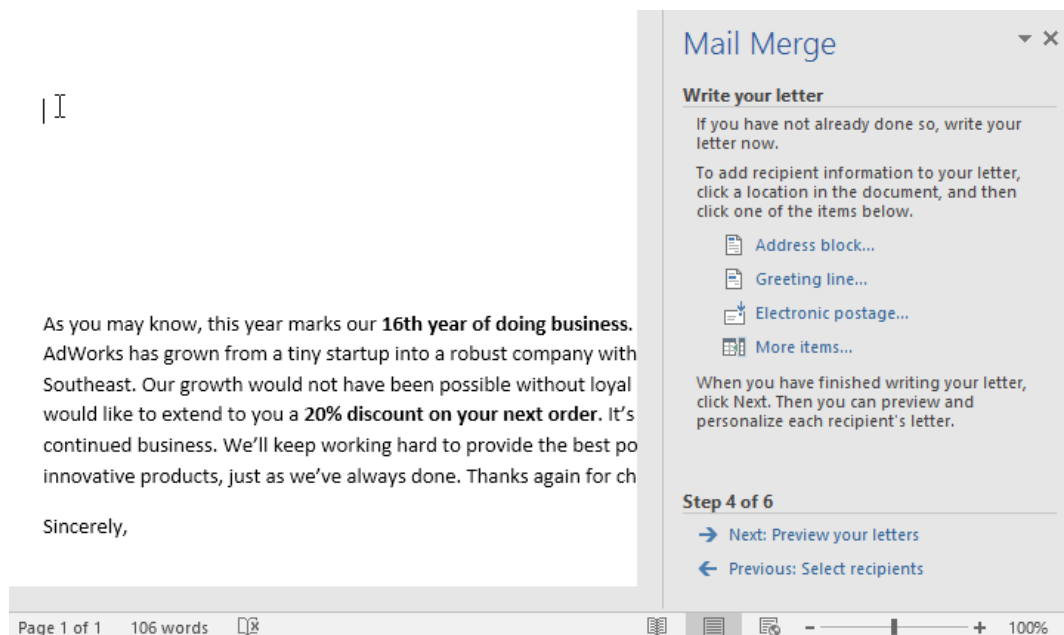 Mail Merge
Write your letter
If you have not already done so, write your
letter now.
To add recipient information to your letter,
click a location in the document, and then
click one of the items below.
Address block...
Greeting line...
Electronic postage...
More items...
When you have finished writing your letter,
click Next. Then you can preview and
personalize each recipient's letter.
Step 4 of 6
Next: Preview your letters
Previous: Select recipients
As you may know, this year marks our 16th year of doing business.
AdWorks has grown from a tiny startup into a robust company with
Southeast. Our growth would not have been possible without loyal
would like to extend to you a 20% discount on your next order. It's
continued business. We'll keep working hard to provide the best po
innovative products, just as we've always done. Thanks again for ch
Sincerely,
Page 1 of 1 106 words
100%